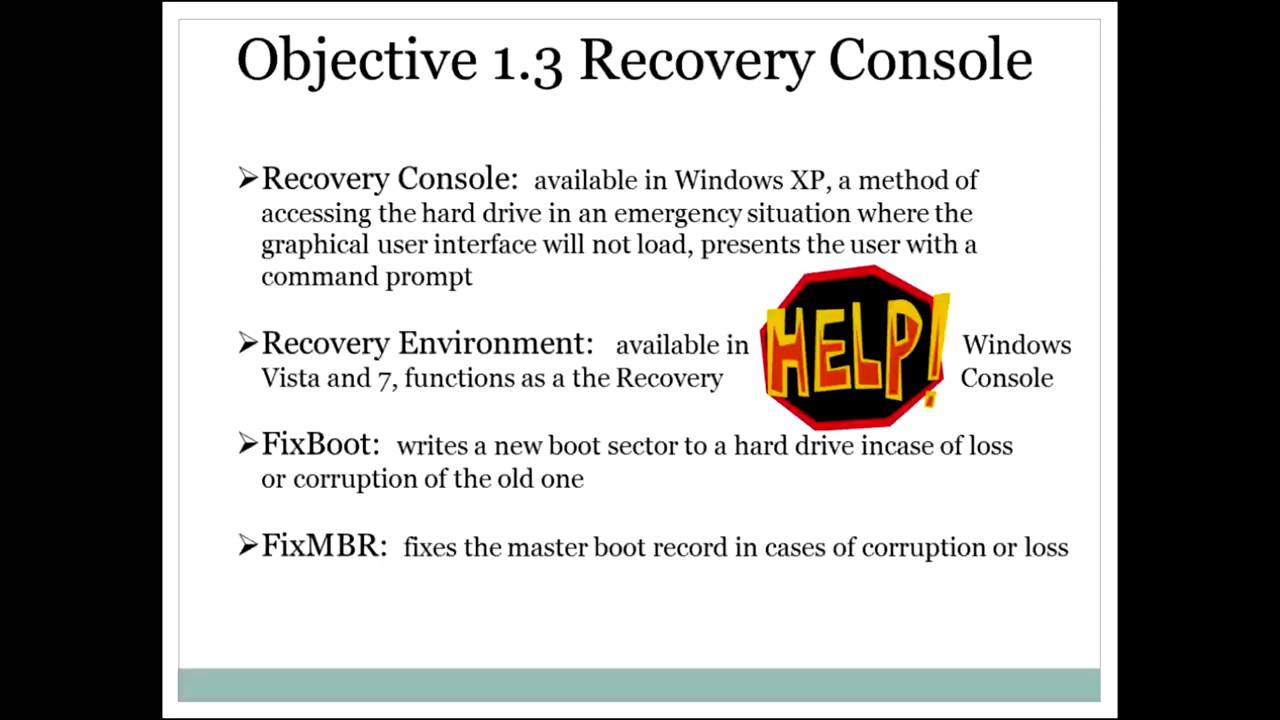 Objective 1.3 Recovery Console
➢Recovery Console: available in Windows XP, a method of
accessing the hard drive in an emergency situation where the
graphical user interface will not load, presents the user with a
command prompt
HELP!
➢Recovery Environment: available in Windows
Vista and 7, functions as a the Recovery Console
➢FixBoot: writes a new boot sector to a hard drive incase of loss
or corruption of the old one
➢FixMBR: fixes the master boot record in cases of corruption or loss